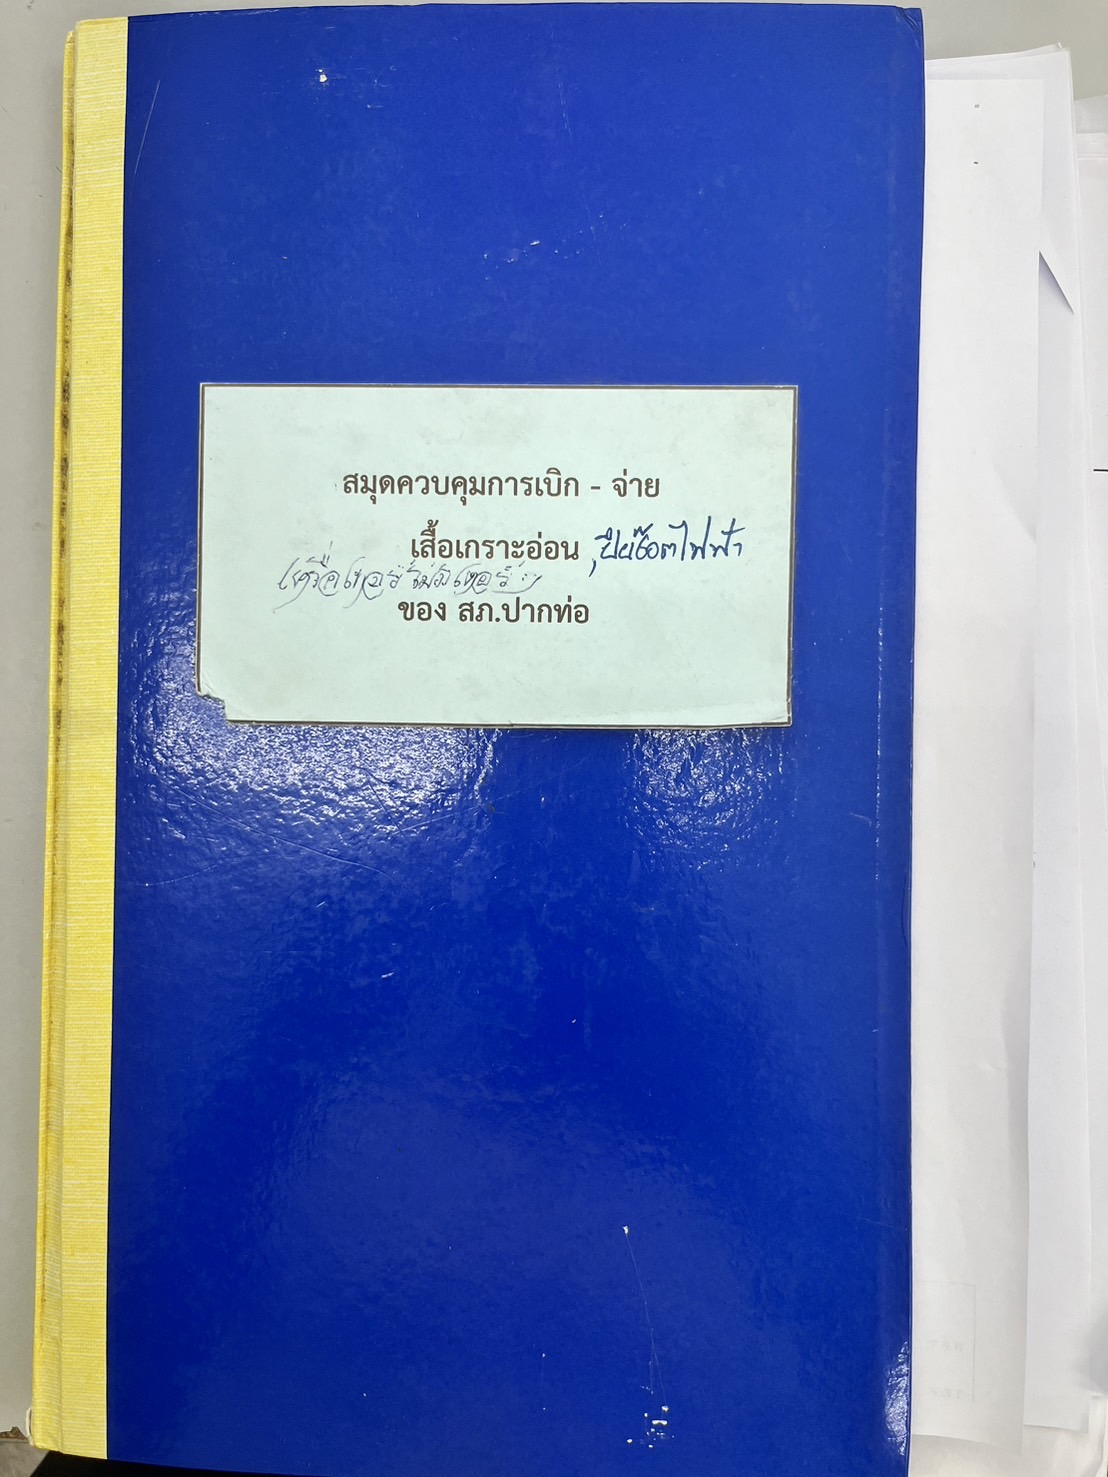 สมุดควบคุมการเบิก - จ่าย
เสื้อเกราะอ่อน ปืนช๊อตไฟฟ้า
ของ สภ.ปากท่อ